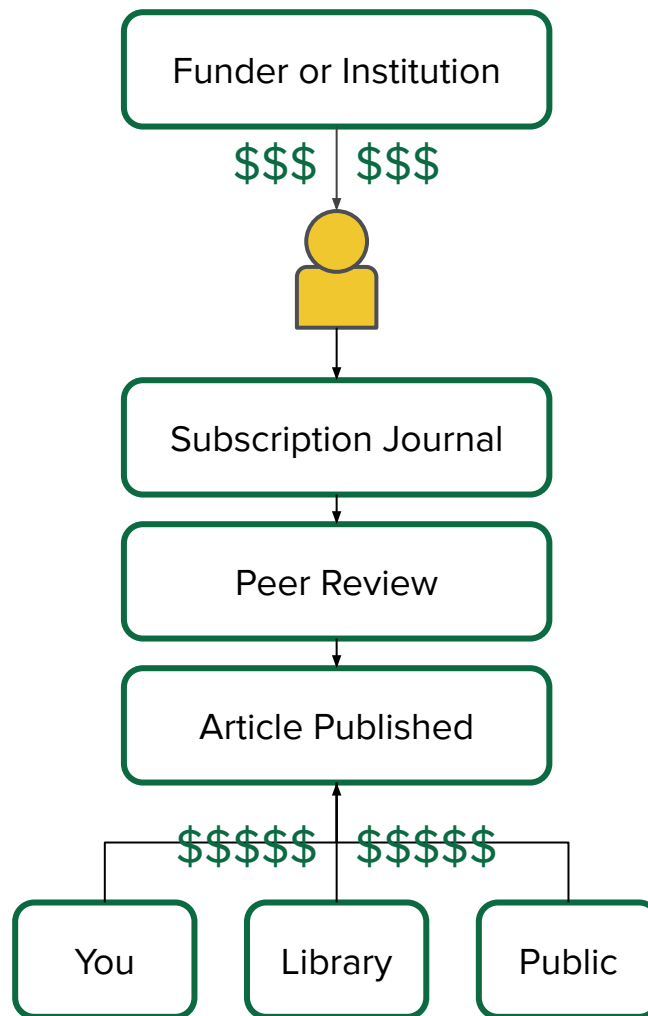 Funder or Institution
$$$ $$$
Subscription Journal
Peer Review
Article Published
$$$$$ $$$$$
You Library Public